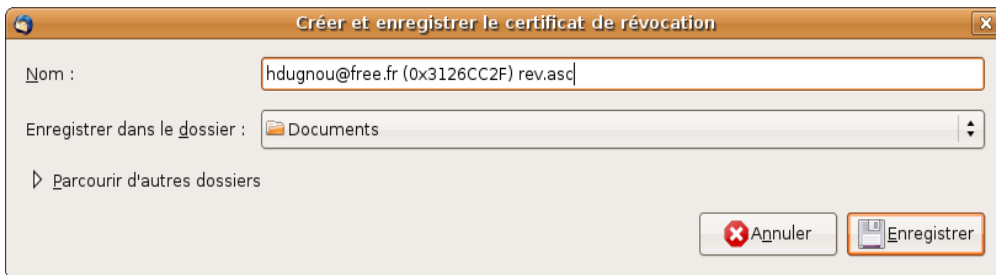 Créer et enregistrer le certificat de révocation
Nom :
hdugnou@free.fr (0x3126CC2F) rev.asc
Enregistrer dans le dossier :
Documents
Parcourir d'autres dossiers
Annuler
Enregistrer